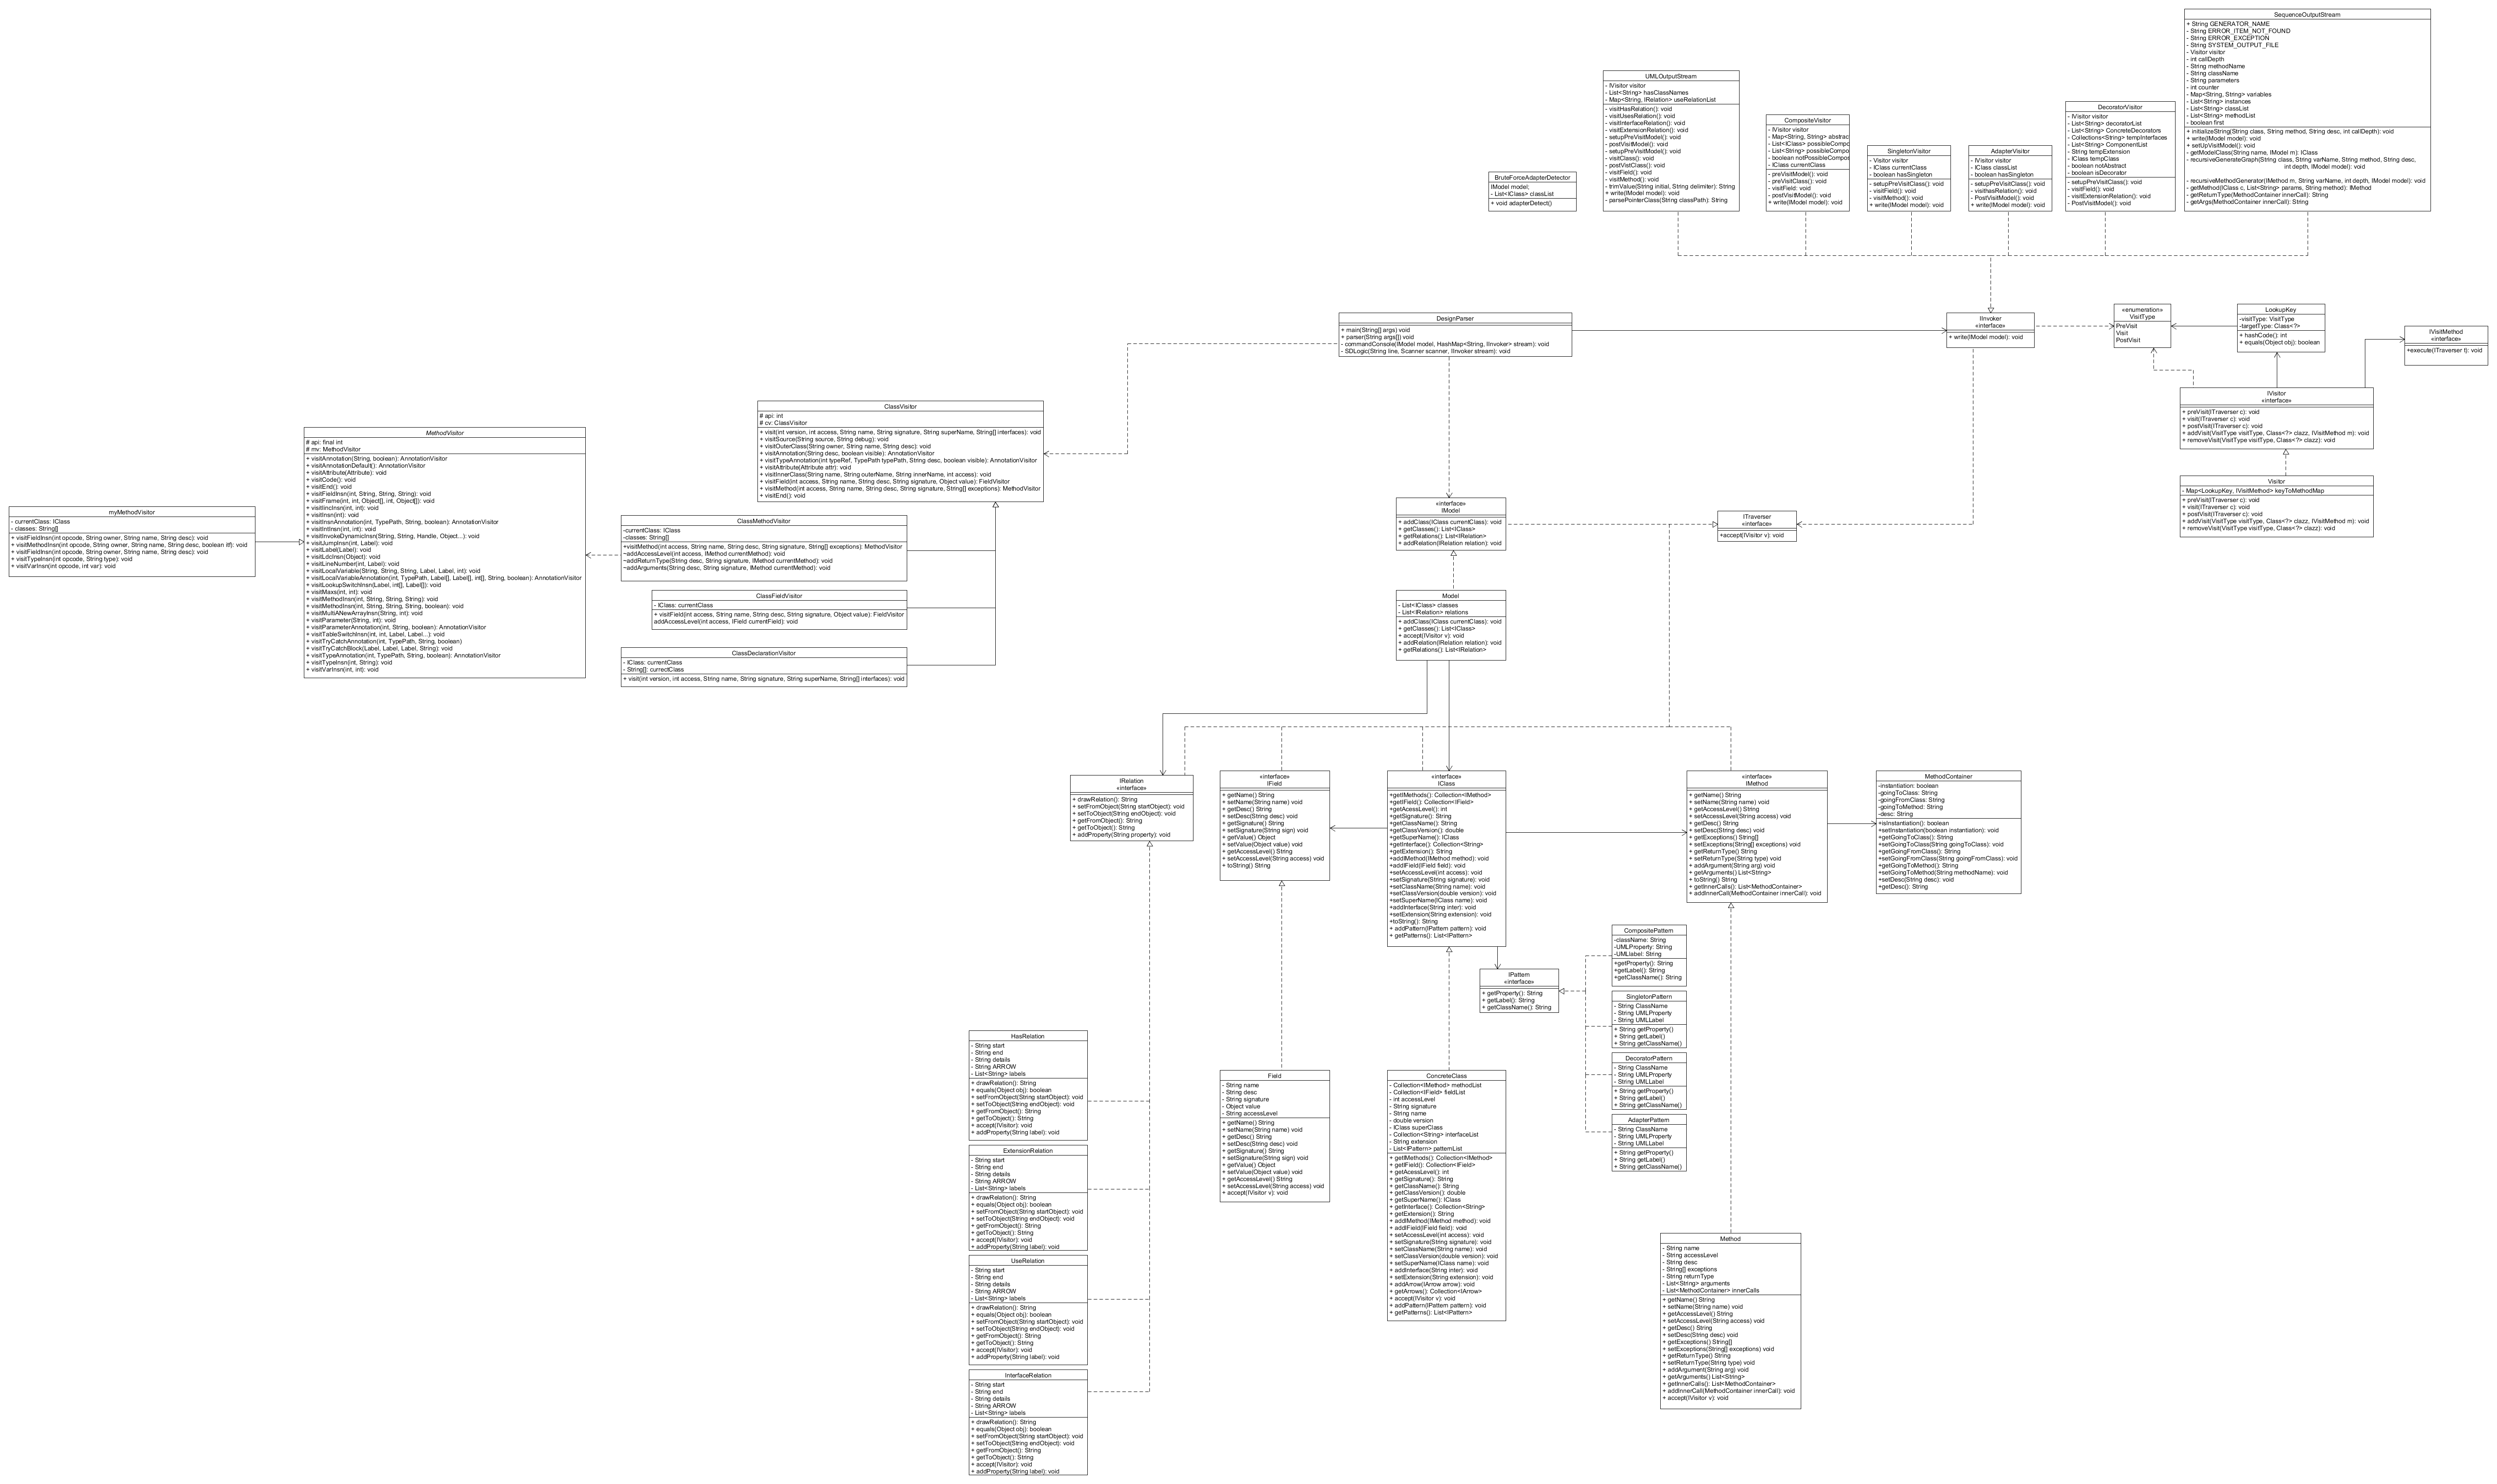 SequenceOutputStream
+ String GENERATOR_NAME
- String ERROR_ITEM_NOT_FOUND
- String ERROR_EXCEPTION
- String SYSTEM_OUTPUT_FILE
- Visitor visitor
- int callDepth
- String methodName
- String className
- String parameters
- int counter
- Map<String, String> variables
- List<String> instances
- List<String> classList
- List<String> methodList
- boolean first
+ initializeString(String class, String method, String desc, int callDepth): void
+ write(IModel model): void
+ setUpVisitModel(): void
- getModelClass(String name, IModel m): IClass
- recursiveGenerateGraph(String class, String varName, String method, String desc,
int depth, IModel model): void
- recursiveMethodGenerator(IMethod m, String varName, int depth, IModel model): void
- getMethod(IClass c, List<String> params, String method): IMethod
- getReturnType(MethodContainer innerCall): String
- getArgs(MethodContainer innerCall): String
UMLOutputStream
- IVisitor visitor
- List<String> hasClassNames
- Map<String, IRelation> useRelationList
- visitHasRelation(): void
- visitUsesRelation(): void
- visitInterfaceRelation(): void
- visitExtensionRelation(): void
- setupPreVisitModel(): void
- postVisitModel(): void
- setupPreVisitModel(): void
- visitClass(): void
- postVistClass(): void
- visitField(): void
- visitMethod(): void
- trimValue(String initial, String delimiter): String
+ write(IModel model): void
- parsePointerClass(String classPath): String
CompositeVisitor
- IVisitor visitor
- Map<String, String> abstrac
- List<IClass> possibleCompo
- List<String> possibleCompo
- boolean notPossibleCompor
- IClass currentClass
- preVisitModel(): void
- preVisitClass(): void
- visitField: void
- postVisitModel(): void
+ write(IModel model): void
DecoratorVisitor
- IVisitor visitor
- List<String> decoratorList
- List<String> ConcreteDecorators
- Collections<String> tempInterfaces
- List<String> ComponentList
- String tempExtension
- IClass tempClass
- boolean notAbstract
- boolean isDecorator
- setupPreVisitClass(): void
- visitField(): void
- visitExtensionRelation(): void
- PostVisitModel(): void
SingletonVisitor
- Visitor visitor
- IClass currentClass
- boolean hasSingleton
- setupPreVisitClass(): void
- visitField(): void
- visitMethod(): void
+ write(IModel model): void
AdapterVisitor
- IVisitor visitor
- IClass classList
- boolean hasSingleton
- setupPreVisitClass(): void
- visithasRelation(): void
- PostVisitModel(): void
+ write(IModel model): void
BruteForceAdapterDetector
IModel model;
- List<IClass> classList
+ void adapterDetect()
DesignParser
+ main(String[] args) void
+ parser(String args[]) void
- commandConsole(IModel model, HashMap<String, IInvoker> stream): void
- SDLogic(String line, Scanner scanner, IInvoker stream): void
IInvoker
«interface»
+ write(IModel model): void
«enumeration»
VisitType
PreVisit
Visit
PostVisit
LookupKey
-visitType: VisitType
-targetType: Class<?>
+ hashCode(): int
+ equals(Object obj): boolean
IVisitMethod
«interface»
+execute(ITraverser t): void
IVisitor
«interface»
+ preVisit(ITraverser c): void
+ visit(ITraverser c): void
+ postVisit(ITraverser c): void
+ addVisit(VisitType visitType, Class<?> clazz, IVisitMethod m): void
+ removeVisit(VisitType visitType, Class<?> clazz): void
Visitor
- Map<LookupKey, IVisitMethod> keyToMethodMap
+ preVisit(ITraverser c): void
+ visit(ITraverser c): void
+ postVisit(ITraverser c): void
+ addVisit(VisitType visitType, Class<?> clazz, IVisitMethod m): void
+ removeVisit(VisitType visitType, Class<?> clazz): void
ClassVisitor
# api: int
# cv: ClassVisitor
+ visit(int version, int access, String name, String signature, String superName, String[] interfaces): void
+ visitSource(String source, String debug): void
+ visitOuterClass(String owner, String name, String desc): void
+ visitAnnotation(String desc, boolean visible): AnnotationVisitor
+ visitTypeAnnotation(int typeRef, TypePath typePath, String desc, boolean visible): AnnotationVisitor
+ visitAttribute(Attribute attr): void
+ visitInnerClass(String name, String outerName, String innerName, int access): void
+ visitField(int access, String name, String desc, String signature, Object value): FieldVisitor
+ visitMethod(int access, String name, String desc, String signature, String[] exceptions): MethodVisitor
+ visitEnd(): void
MethodVisitor
# api: final int
# mv: MethodVisitor
+ visitAnnotation(String, boolean): AnnotationVisitor
+ visitAnnotationDefault(): AnnotationVisitor
+ visitAttribute(Attribute): void
+ visitCode(): void
+ visitEnd(): void
+ visitFieldInsn(int, String, String, String): void
+ visitFrame(int, int, Object[], int, Object[]): void
+ visitIincInsn(int, int): void
+ visitInsn(int): void
+ visitInsnAnnotation(int, TypePath, String, boolean): AnnotationVisitor
+ visitIntInsn(int, int): void
+ visitInvokeDynamicInsn(String, String, Handle, Object...): void
+ visitJumpInsn(int, Label): void
+ visitLabel(Label): void
+ visitLdcInsn(Object): void
+ visitLineNumber(int, Label): void
+ visitLocalVariable(String, String, String, Label, Label, int): void
+ visitLocalVariableAnnotation(int, TypePath, Label[], Label[], int[], String, boolean): AnnotationVisitor
+ visitLookupSwitchInsn(Label, int[], Label[]): void
+ visitMaxs(int, int): void
+ visitMethodInsn(int, String, String, String): void
+ visitMethodInsn(int, String, String, String, boolean): void
+ visitMultiANewArrayInsn(String, int): void
+ visitParameter(String, int): void
+ visitParameterAnnotation(int, String, boolean): AnnotationVisitor
+ visitTableSwitchInsn(int, int, Label, Label...): void
+ visitTryCatchAnnotation(int, TypePath, String, boolean)
+ visitTryCatchBlock(Label, Label, Label, String): void
+ visitTypeAnnotation(int, TypePath, String, boolean): AnnotationVisitor
+ visitTypeInsn(int, String): void
+ visitVarInsn(int, int): void
myMethodVisitor
- currentClass: IClass
- classes: String[]
+ visitFieldInsn(int opcode, String owner, String name, String desc): void
+ visitMethodInsn(int opcode, String owner, String name, String desc, boolean itf): void
+ visitFieldInsn(int opcode, String owner, String name, String desc): void
+ visitTypeInsn(int opcode, String type): void
+ visitVarInsn(int opcode, int var): void
ClassMethodVisitor
-currentClass: IClass
-classes: String[]
+visitMethod(int access, String name, String desc, String signature, String[] exceptions): MethodVisitor
~addAccessLevel(int access, IMethod currentMethod): void
~addReturnType(String desc, String signature, IMethod currentMethod): void
~addArguments(String desc, String signature, IMethod currentMethod): void
ClassFieldVisitor
- IClass: currentClass
+ visitField(int access, String name, String desc, String signature, Object value): FieldVisitor
addAccessLevel(int access, IField currentField): void
ClassDeclarationVisitor
- IClass: currentClass
- String[]: currectClass
+ visit(int version, int access, String name, String signature, String superName, String[] interfaces): void
«interface»
IModel
+ addClass(IClass currentClass): void
+ getClasses(): List<IClass>
+ getRelations(): List<IRelation>
+ addRelation(IRelation relation): void
ITraverser
«interface»
+accept(IVisitor v): void
Model
- List<IClass> classes
- List<IRelation> relations
+ addClass(IClass currentClass): void
+ getClasses(): List<IClass>
+ accept(IVisitor v): void
+ addRelation(IRelation relation): void
+ getRelations(): List<IRelation>
IRelation
«interface»
+ drawRelation(): String
+ setFromObject(String startObject): void
+ setToObject(String endObject): void
+ getFromObject(): String
+ getToObject(): String
+ addProperty(String property): void
«interface»
IField
+ getName() String
+ setName(String name) void
+ getDesc() String
+ setDesc(String desc) void
+ getSignature() String
+ setSignature(String sign) void
+ getValue() Object
+ setValue(Object value) void
+ getAccessLevel() String
+ setAccessLevel(String access) void
+ toString() String
«interface»
IClass
+getIMethods(): Collection<IMethod>
+getIField(): Collection<IField>
+getAcessLevel(): int
+getSignature(): String
+getClassName(): String
+getClassVersion(): double
+getSuperName(): IClass
+getInterface(): Collection<String>
+getExtension(): String
+addIMethod(IMethod method): void
+addIField(IField field): void
+setAccessLevel(int access): void
+setSignature(String signature): void
+setClassName(String name): void
+setClassVersion(double version): void
+setSuperName(IClass name): void
+addInterface(String inter): void
+setExtension(String extension): void
+toString(): String
+ addPattern(IPattern pattern): void
+ getPatterns(): List<IPattern>
«interface»
IMethod
+ getName() String
+ setName(String name) void
+ getAccessLevel() String
+ setAccessLevel(String access) void
+ getDesc() String
+ setDesc(String desc) void
+ getExceptions() String[]
+ setExceptions(String[] exceptions) void
+ getReturnType() String
+ setReturnType(String type) void
+ addArgument(String arg) void
+ getArguments() List<String>
+ toString() String
+ getInnerCalls(): List<MethodContainer>
+ addInnerCall(MethodContainer innerCall): void
MethodContainer
-instantiation: boolean
-goingToClass: String
-goingFromClass: String
-goingToMethod: String
-desc: String
+isInstantiation(): boolean
+setInstantiation(boolean instantiation): void
+getGoingToClass(): String
+setGoingToClass(String goingToClass): void
+getGoingFromClass(): String
+setGoingFromClass(String goingFromClass): void
+getGoingToMethod(): String
+setGoingToMethod(String methodName): void
+setDesc(String desc): void
+getDesc(): String
IPattern
«interface»
+ getProperty(): String
+ getLabel(): String
+ getClassName(): String
CompositePattern
-className: String
-UMLProperty: String
-UMLlabel: String
+getProperty(): String
+getLabel(): String
+getClassName(): String
SingletonPattern
- String ClassName
- String UMLProperty
- String UMLLabel
+ String getProperty()
+ String getLabel()
+ String getClassName()
DecoratorPattern
- String ClassName
- String UMLProperty
- String UMLLabel
+ String getProperty()
+ String getLabel()
+ String getClassName()
AdapterPattern
- String ClassName
- String UMLProperty
- String UMLLabel
+ String getProperty()
+ String getLabel()
+ String getClassName()
HasRelation
- String start
- String end
- String details
- String ARROW
- List<String> labels
+ drawRelation(): String
+ equals(Object obj): boolean
+ setFromObject(String startObject): void
+ setToObject(String endObject): void
+ getFromObject(): String
+ getToObject(): String
+ accept(IVisitor): void
+ addProperty(String label): void
ExtensionRelation
- String start
- String end
- String details
- String ARROW
- List<String> labels
+ drawRelation(): String
+ equals(Object obj): boolean
+ setFromObject(String startObject): void
+ setToObject(String endObject): void
+ getFromObject(): String
+ getToObject(): String
+ accept(IVisitor): void
+ addProperty(String label): void
UseRelation
- String start
- String end
- String details
- String ARROW
- List<String> labels
+ drawRelation(): String
+ equals(Object obj): boolean
+ setFromObject(String startObject): void
+ setToObject(String endObject): void
+ getFromObject(): String
+ getToObject(): String
+ accept(IVisitor): void
+ addProperty(String label): void
InterfaceRelation
- String start
- String end
- String details
- String ARROW
- List<String> labels
+ drawRelation(): String
+ equals(Object obj): boolean
+ setFromObject(String startObject): void
+ setToObject(String endObject): void
+ getFromObject(): String
+ getToObject(): String
+ accept(IVisitor): void
+ addProperty(String label): void
Field
- String name
- String desc
- String signature
- Object value
- String accessLevel
+ getName() String
+ setName(String name) void
+ getDesc() String
+ setDesc(String desc) void
+ getSignature() String
+ setSignature(String sign) void
+ getValue() Object
+ setValue(Object value) void
+ getAccessLevel() String
+ setAccessLevel(String access) void
+ accept(IVisitor v): void
ConcreteClass
- Collection<IMethod> methodList
- Collection<IField> fieldList
- int accessLevel
- String signature
- String name
- double version
- IClass superClass
- Collection<String> interfaceList
- String extension
- List<IPattern> patternList
+ getIMethods(): Collection<IMethod>
+ getIField(): Collection<IField>
+ getAcessLevel(): int
+ getSignature(): String
+ getClassName(): String
+ getClassVersion(): double
+ getSuperName(): IClass
+ getInterface(): Collection<String>
+ getExtension(): String
+ addIMethod(IMethod method): void
+ addIField(IField field): void
+ setAccessLevel(int access): void
+ setSignature(String signature): void
+ setClassName(String name): void
+ setClassVersion(double version): void
+ setSuperName(IClass name): void
+ addInterface(String inter): void
+ setExtension(String extension): void
+ addArrow(IArrow arrow): void
+ getArrows(): Collection<IArrow>
+ accept(IVisitor v): void
+ addPattern(IPattern pattern): void
+ getPatterns(): List<IPattern>
Method
- String name
- String accessLevel
- String desc
- String[] exceptions
- String returnType
- List<String> arguments
- List<MethodContainer> innerCalls
+ getName() String
+ setName(String name) void
+ getAccessLevel() String
+ setAccessLevel(String access) void
+ getDesc() String
+ setDesc(String desc) void
+ getExceptions() String[]
+ setExceptions(String[] exceptions) void
+ getReturnType() String
+ setReturnType(String type) void
+ addArgument(String arg) void
+ getArguments() List<String>
+ getInnerCalls(): List<MethodContainer>
+ addInnerCall(MethodContainer innerCall): void
+ accept(IVisitor v): void